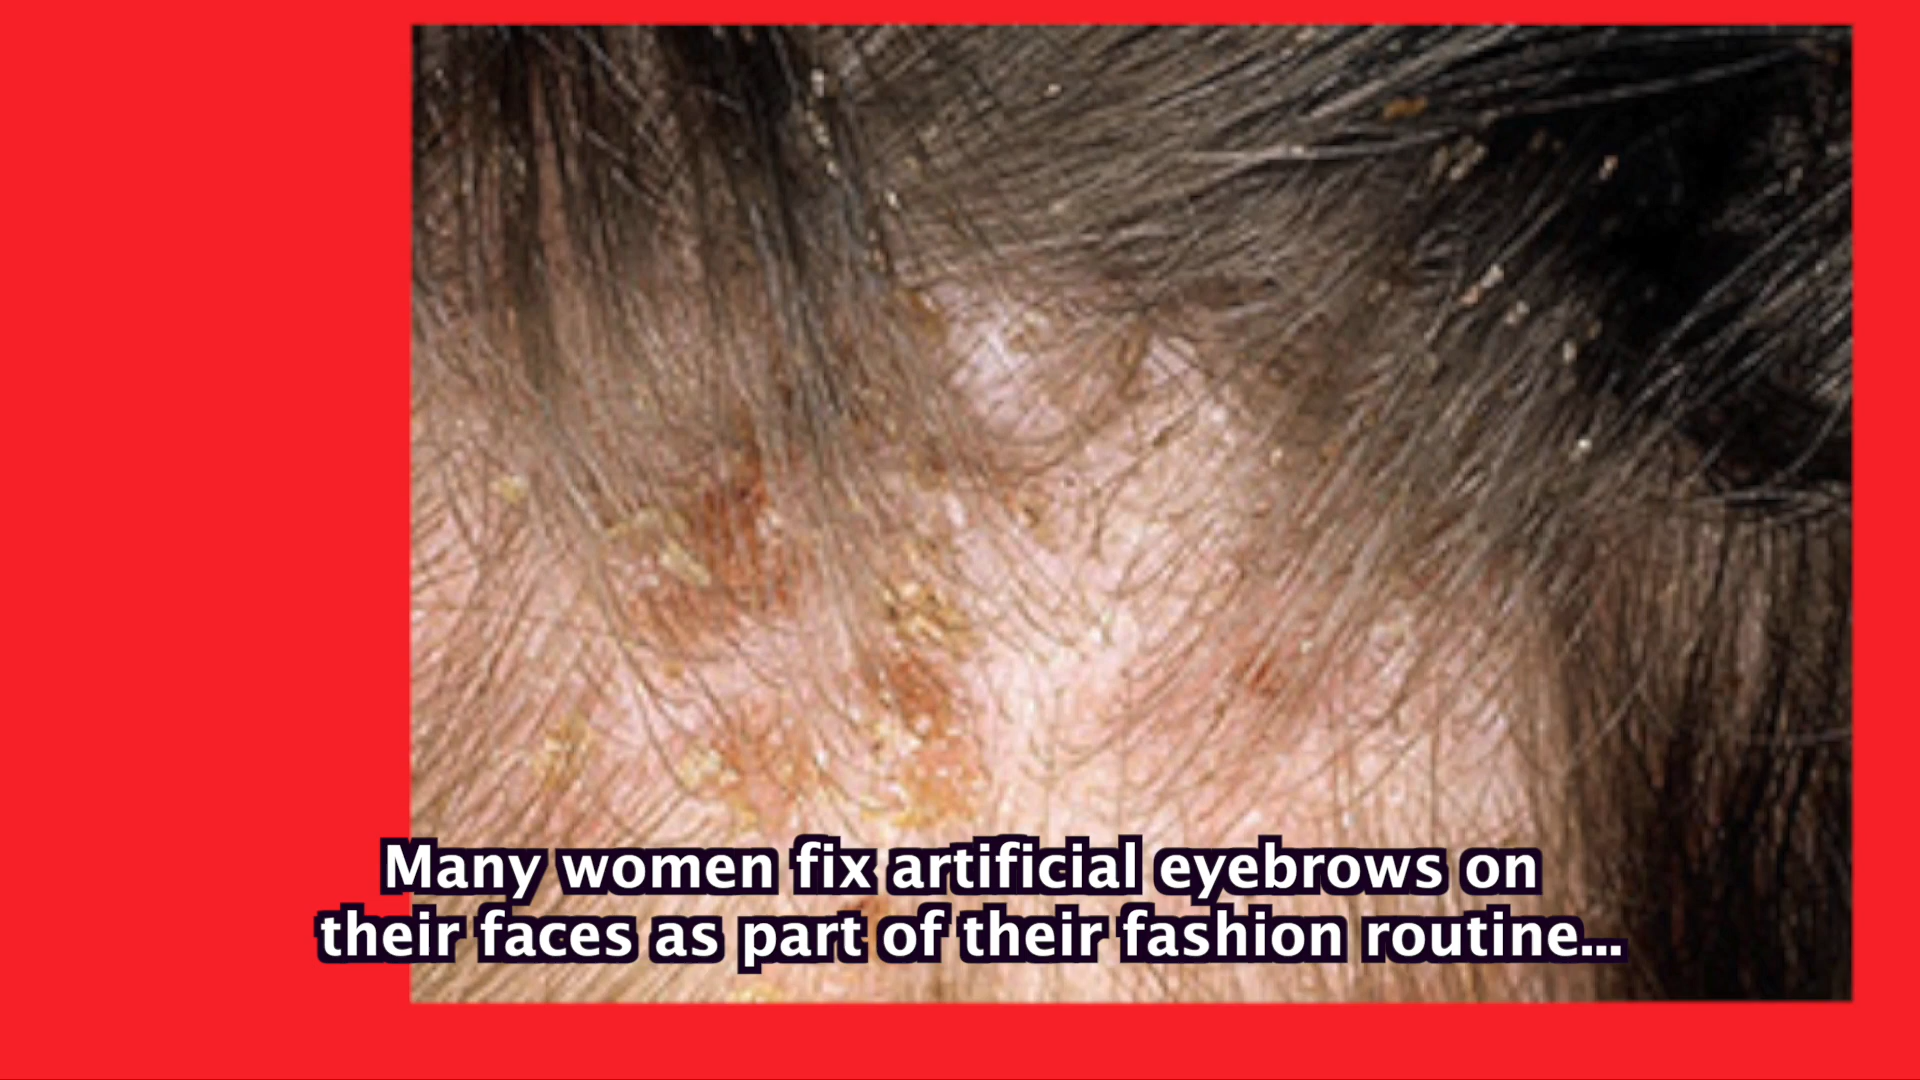 Many women fix artificial eyebrows on
their faces as part of their fashion routine...